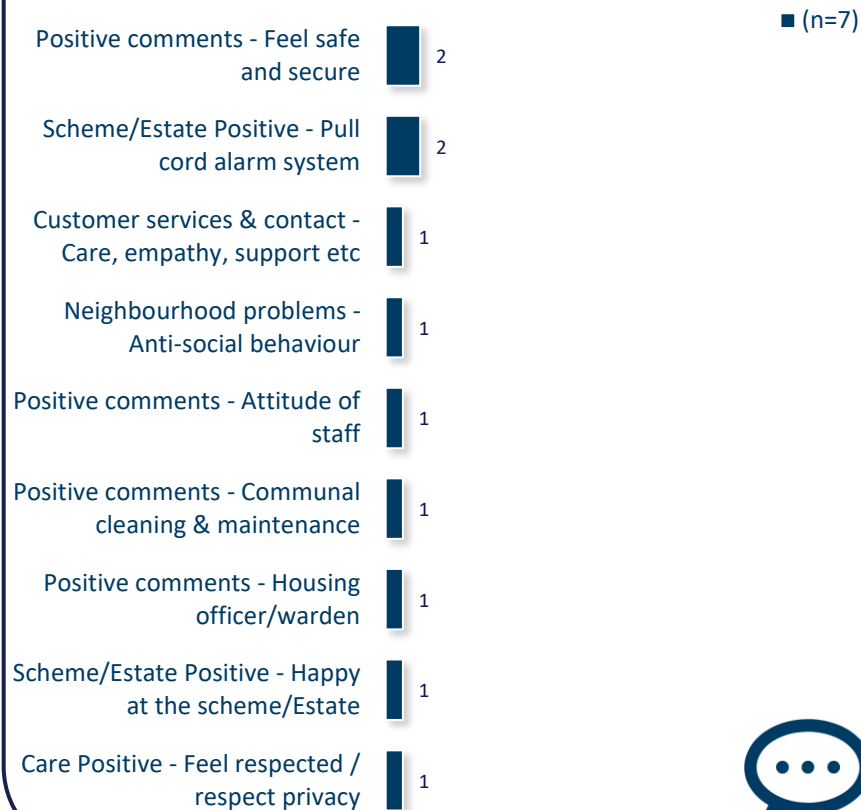 (n=7)
Positive comments - Feel safe
and secure
2
Scheme/Estate Positive - Pull
cord alarm system
2
Customer services & contact -
Care, empathy, support etc
1
Neighbourhood problems -
Anti-social behaviour
1
Positive comments - Attitude of
staff
1
Positive comments - Communal
cleaning & maintenance
1
Positive comments - Housing
officer/warden
1
Scheme/Estate Positive - Happy
at the scheme/Estate
1
Care Positive - Feel respected /
respect privacy
1